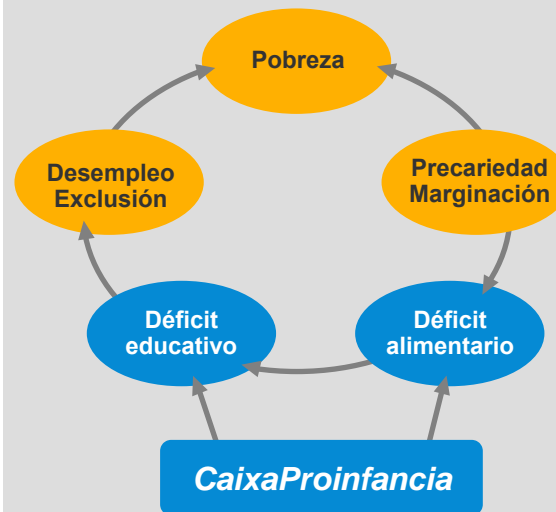 Pobreza
Desempleo
Exclusión
Precariedad
Marginación
Déficit
educativo
Déficit
alimentario
CaixaProinfancia